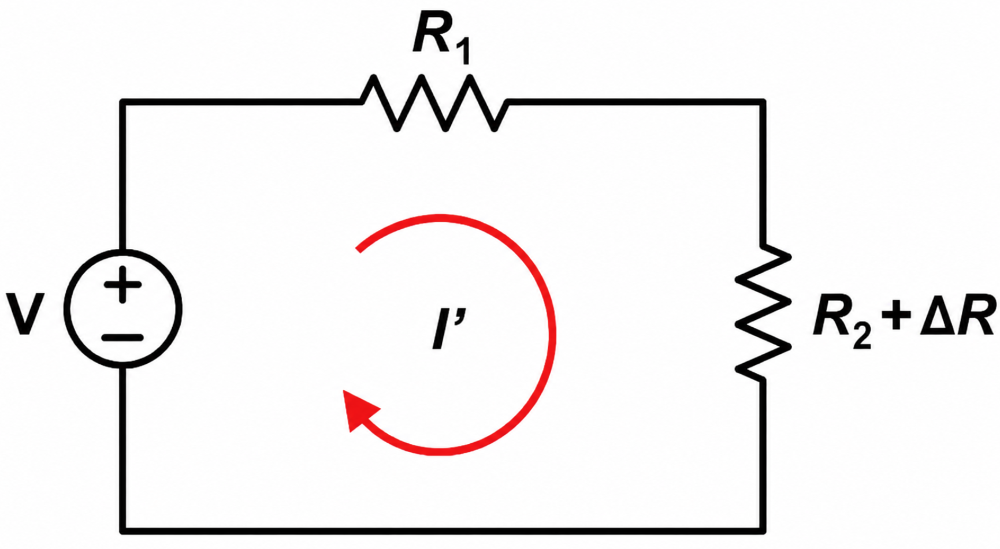 R₁
+
V
−
I’
R₂ + ΔR